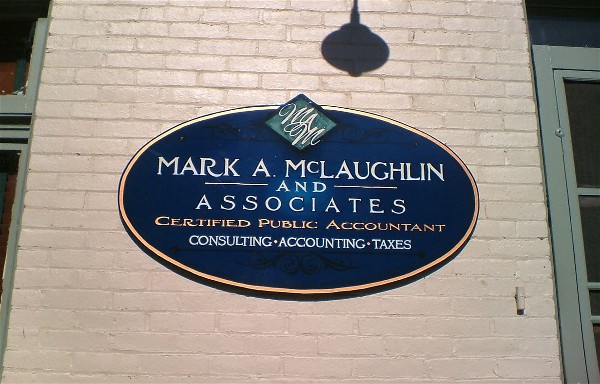 MAM
MARK A. McLAUGHLIN
AND
ASSOCIATES
CERTIFIED PUBLIC ACCOUNTANT
CONSULTING • ACCOUNTING • TAXES